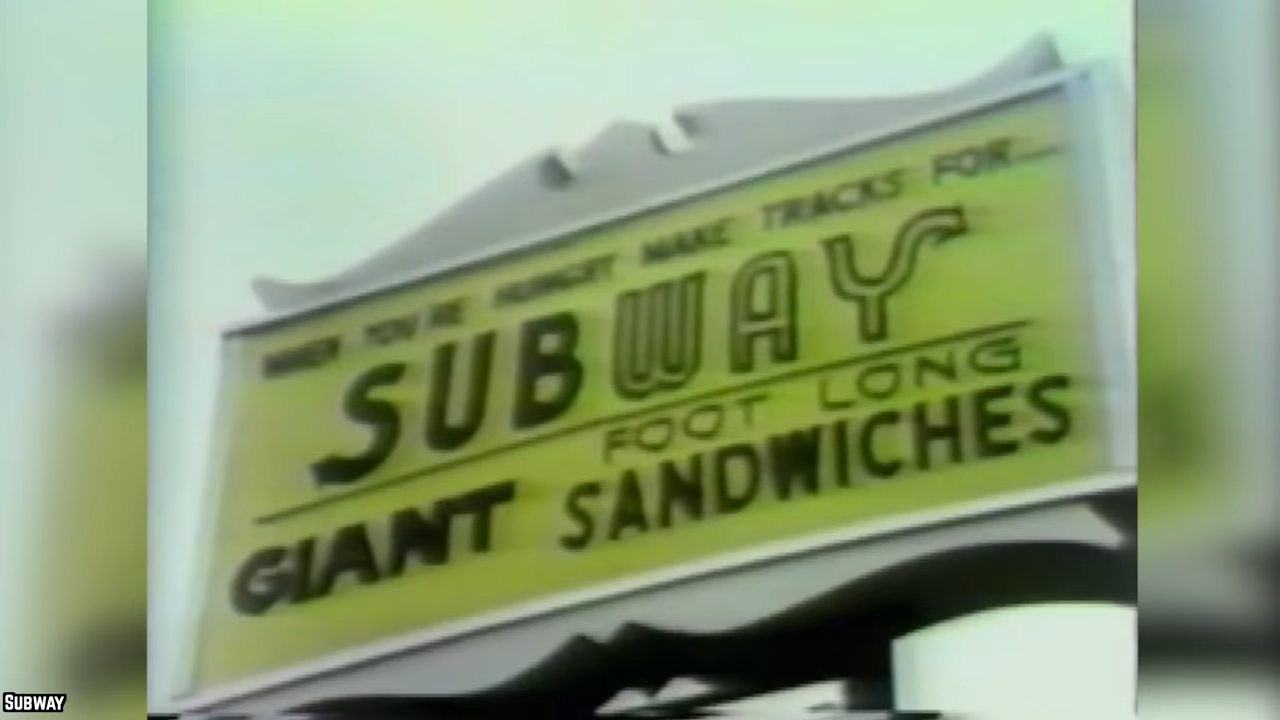 WHEN YOU'RE HUNGRY MAKE TRACKS FOR...
SUBWAY
FOOT LONG
GIANT SANDWICHES
SUBWAY